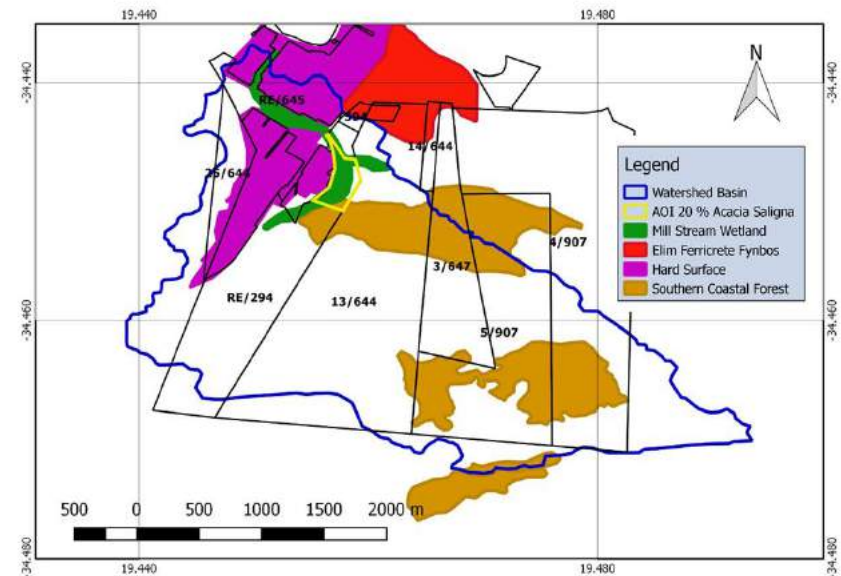 19.440 19.480
N
-34.440 -34.440
RE/645
14/644
Legend
Watershed Basin
AOI 20 % Acacia Saligna
Mill Stream Wetland
Elim Ferricrete Fynbos
Hard Surface
Southern Coastal Forest
4/907
3/647
RE/294
13/644
-34.460 -34.460
5/907
500 0 500 1000 1500 2000 m
-34.480 -34.480
19.440 19.480